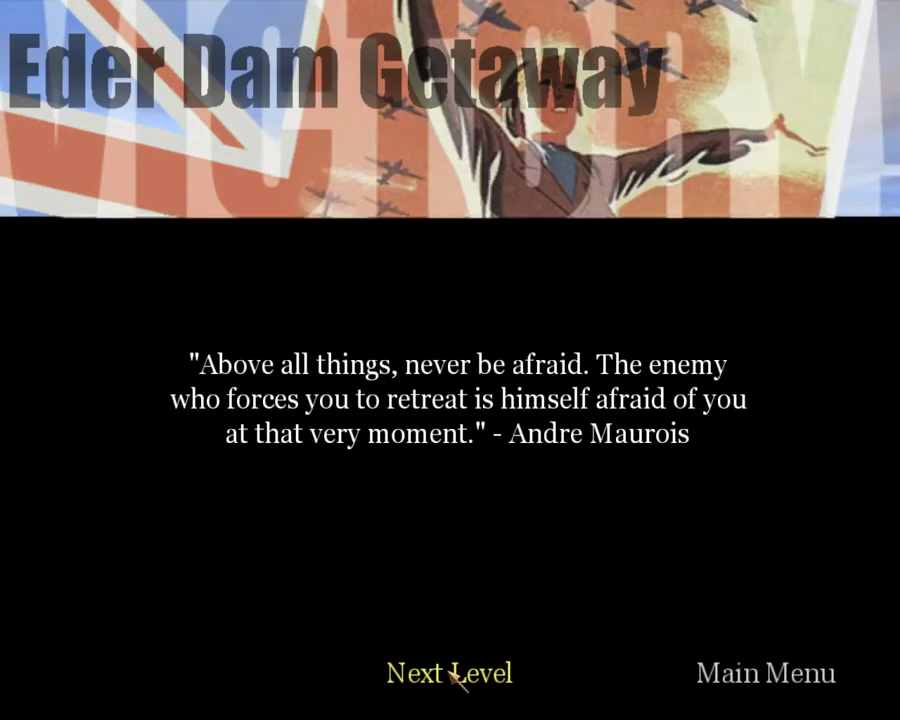 VICTORY
Eder Dam Getaway
"Above all things, never be afraid. The enemy
who forces you to retreat is himself afraid of you
at that very moment." - Andre Maurois
Next Level
Main Menu